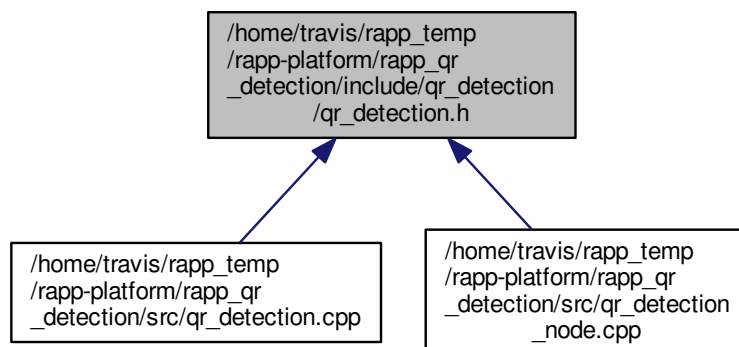 /home/travis/rapp_temp
/rapp-platform/rapp_qr
_detection/include/qr_detection
/qr_detection.h
/home/travis/rapp_temp
/rapp-platform/rapp_qr
_detection/src/qr_detection.cpp
/home/travis/rapp_temp
/rapp-platform/rapp_qr
_detection/src/qr_detection
_node.cpp